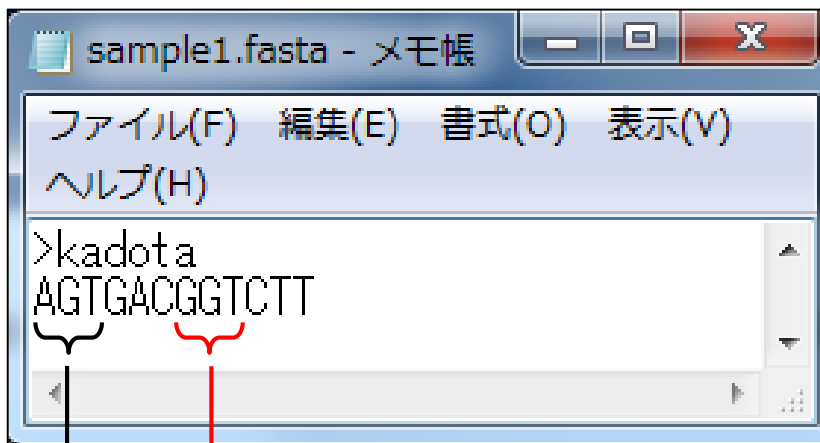 sample1.fasta - メモ帳
ファイル(F) 編集(E) 書式(O) 表示(V)
ヘルプ(H)
>kadota
AGTGACGGTCTT